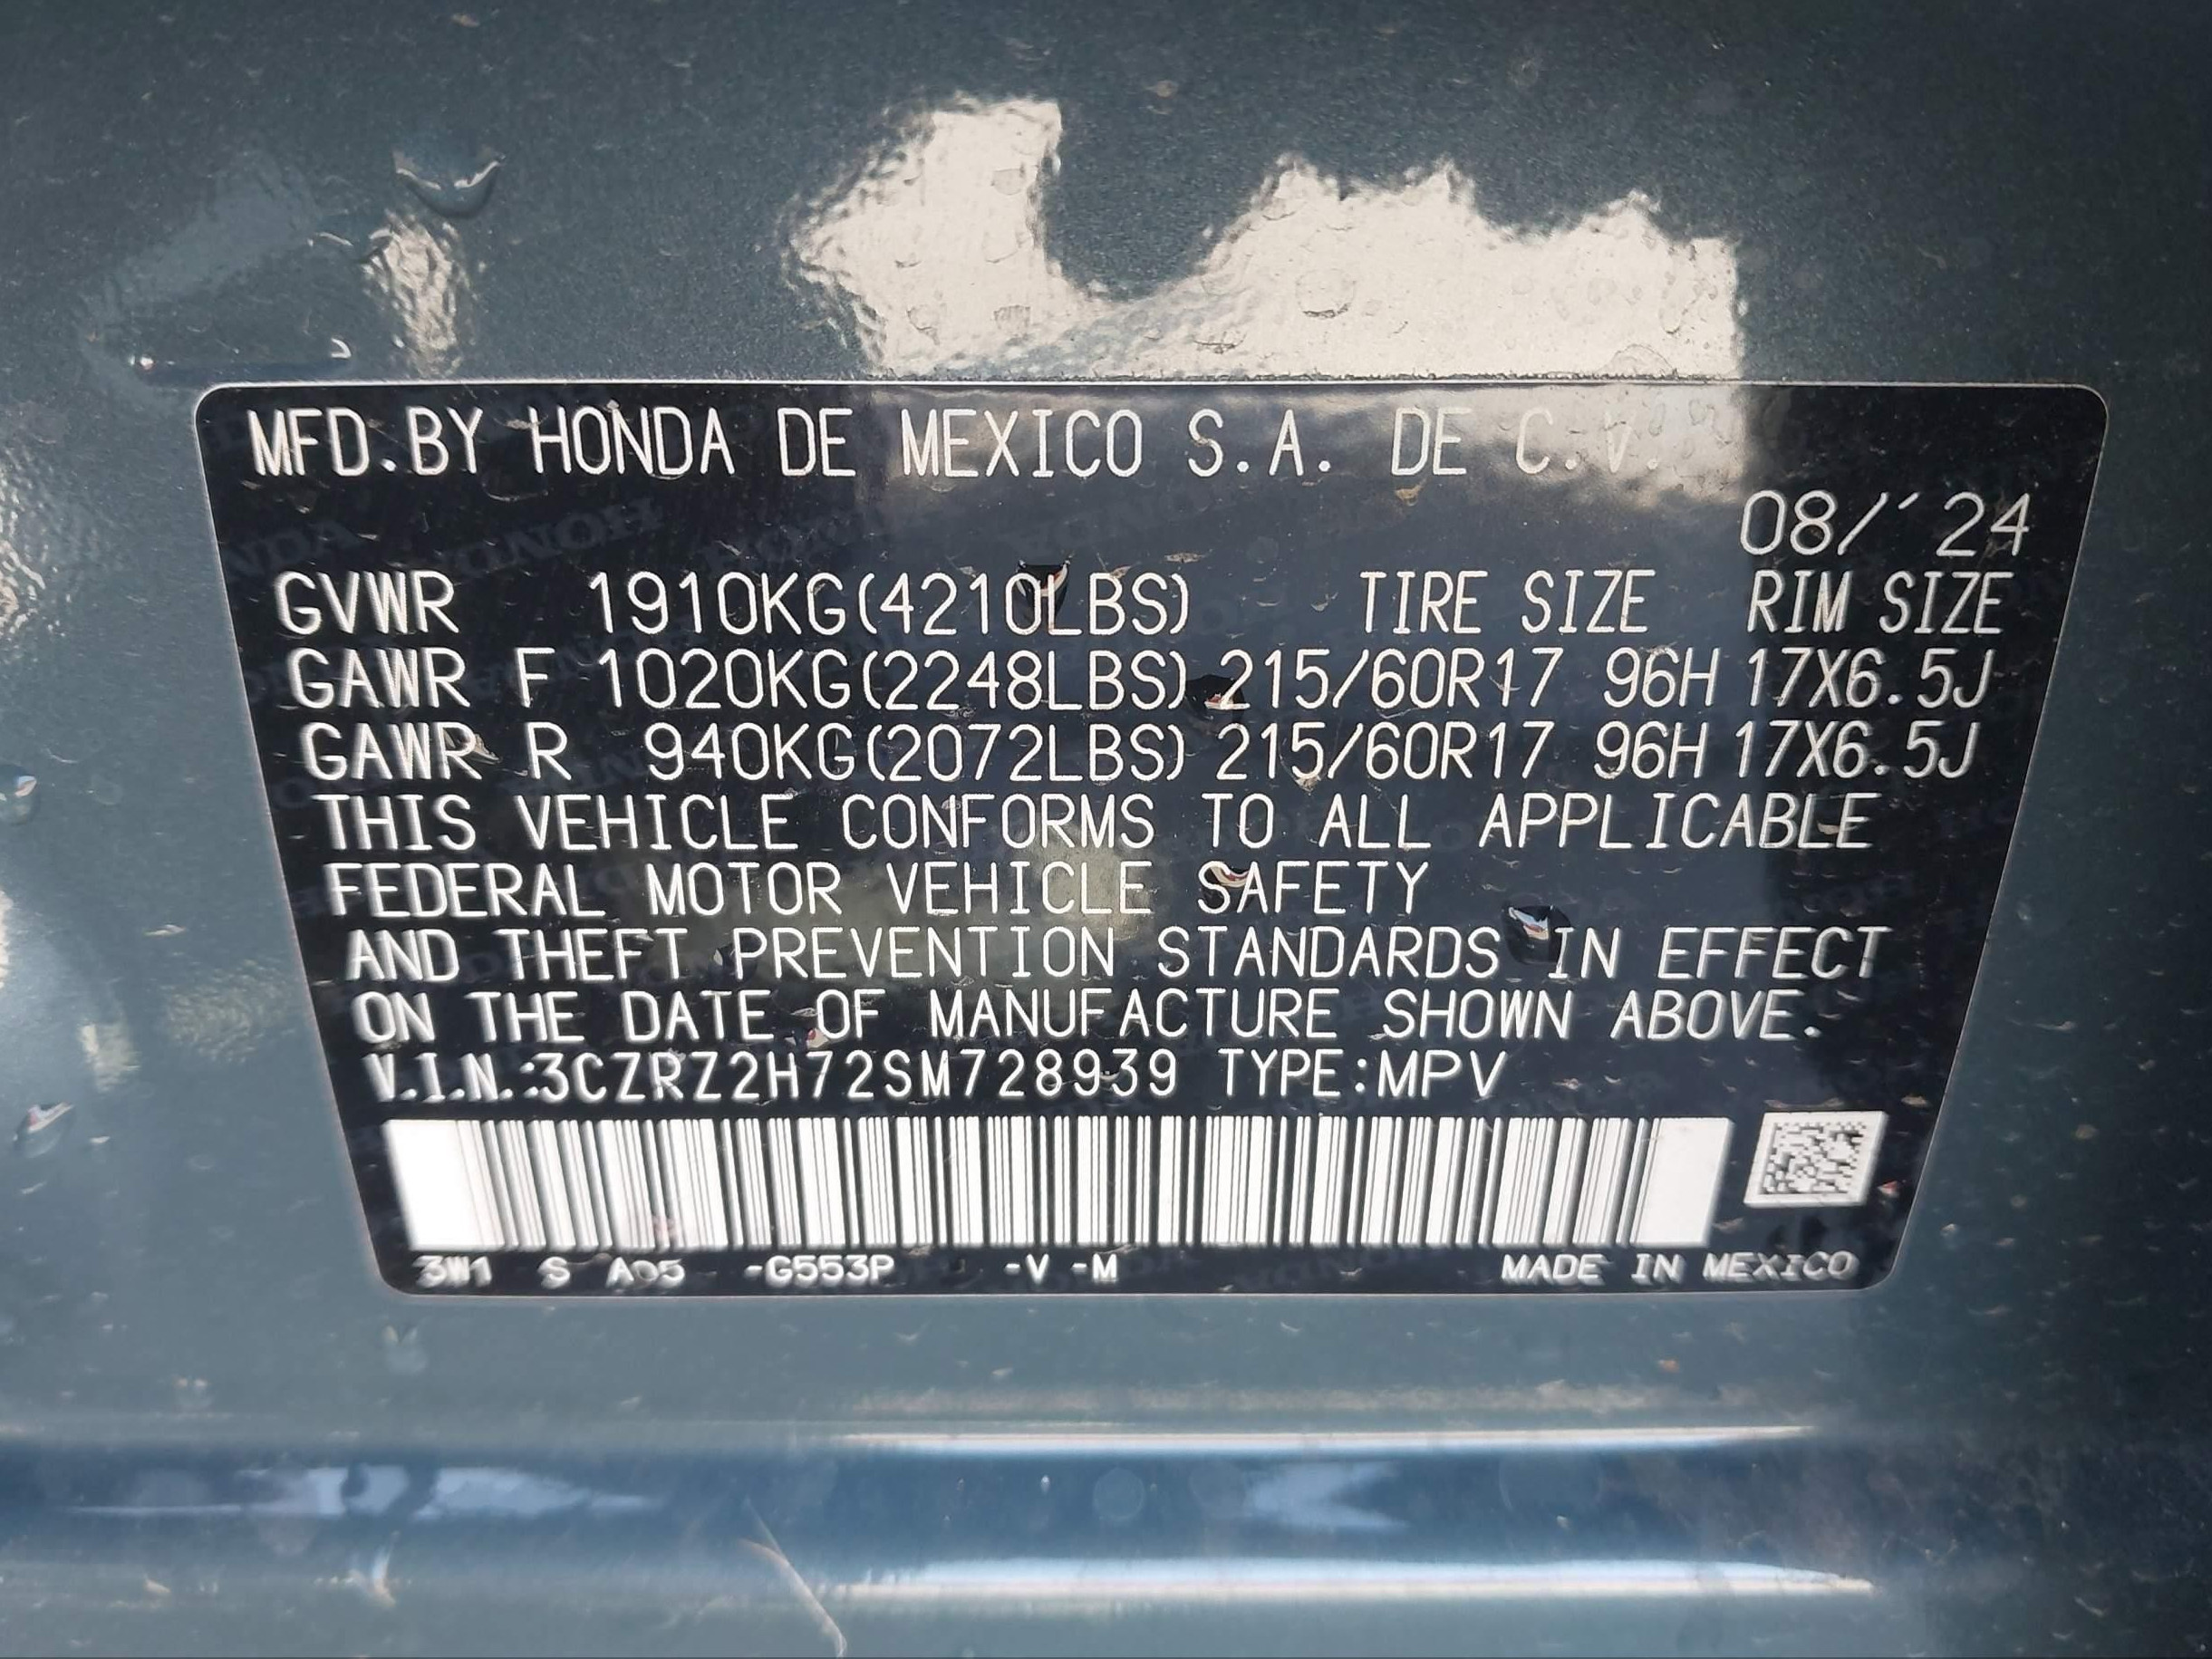 MFD.BY HONDA DE MEXICO S.A. DE C.V.
08/'24
GVWR 1910KG(4210LBS) TIRE SIZE RIM SIZE
GAWR F 1020KG(2248LBS) 215/60R17 96H 17X6.5J
GAWR R 940KG(2072LBS) 215/60R17 96H 17X6.5J
THIS VEHICLE CONFORMS TO ALL APPLICABLE
FEDERAL MOTOR VEHICLE SAFETY
AND THEFT PREVENTION STANDARDS IN EFFECT
ON THE DATE OF MANUFACTURE SHOWN ABOVE.
V.I.N.:3CZRZ2H72SM728939 TYPE:MPV
3W1 S A05 -G553P -V -M MADE IN MEXICO